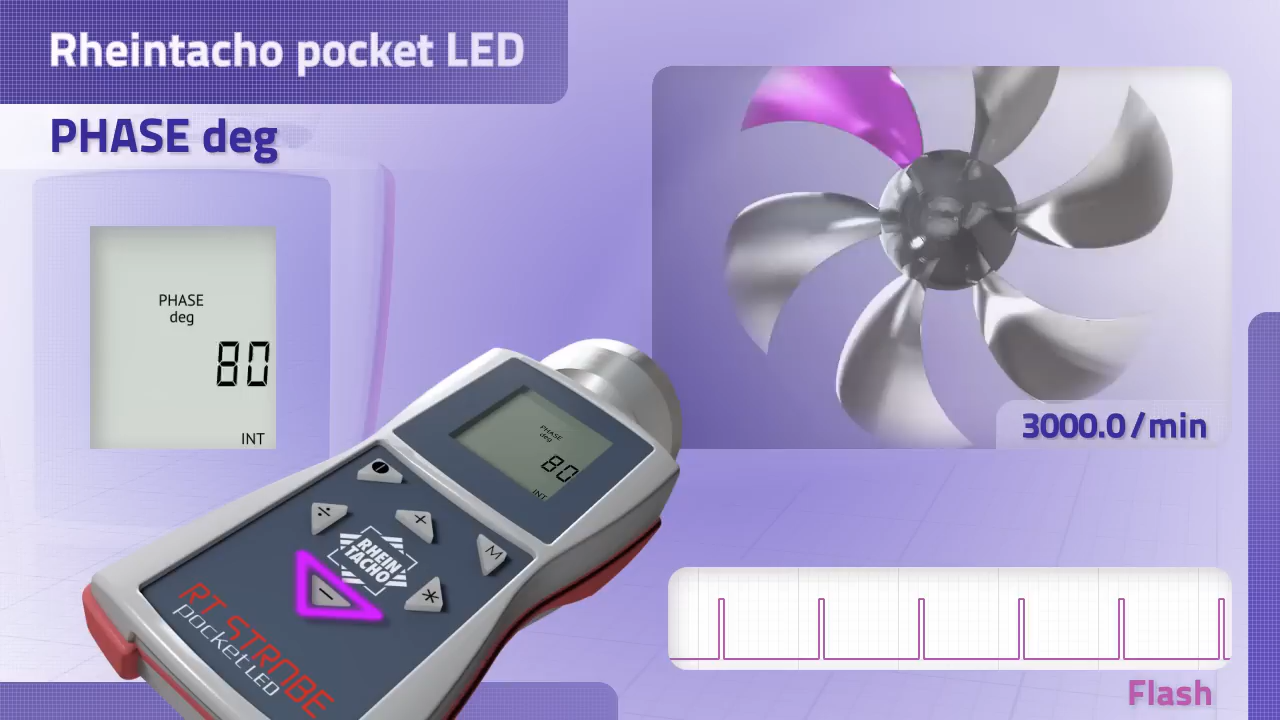 Rheintacho pocket LED
PHASE deg
PHASE
deg
80
INT
3000.0/min
PHASE
deg
80
INT
÷
+
M
RHEIN
TACHO
−
*
RT STROBE
pocket LED
Flash